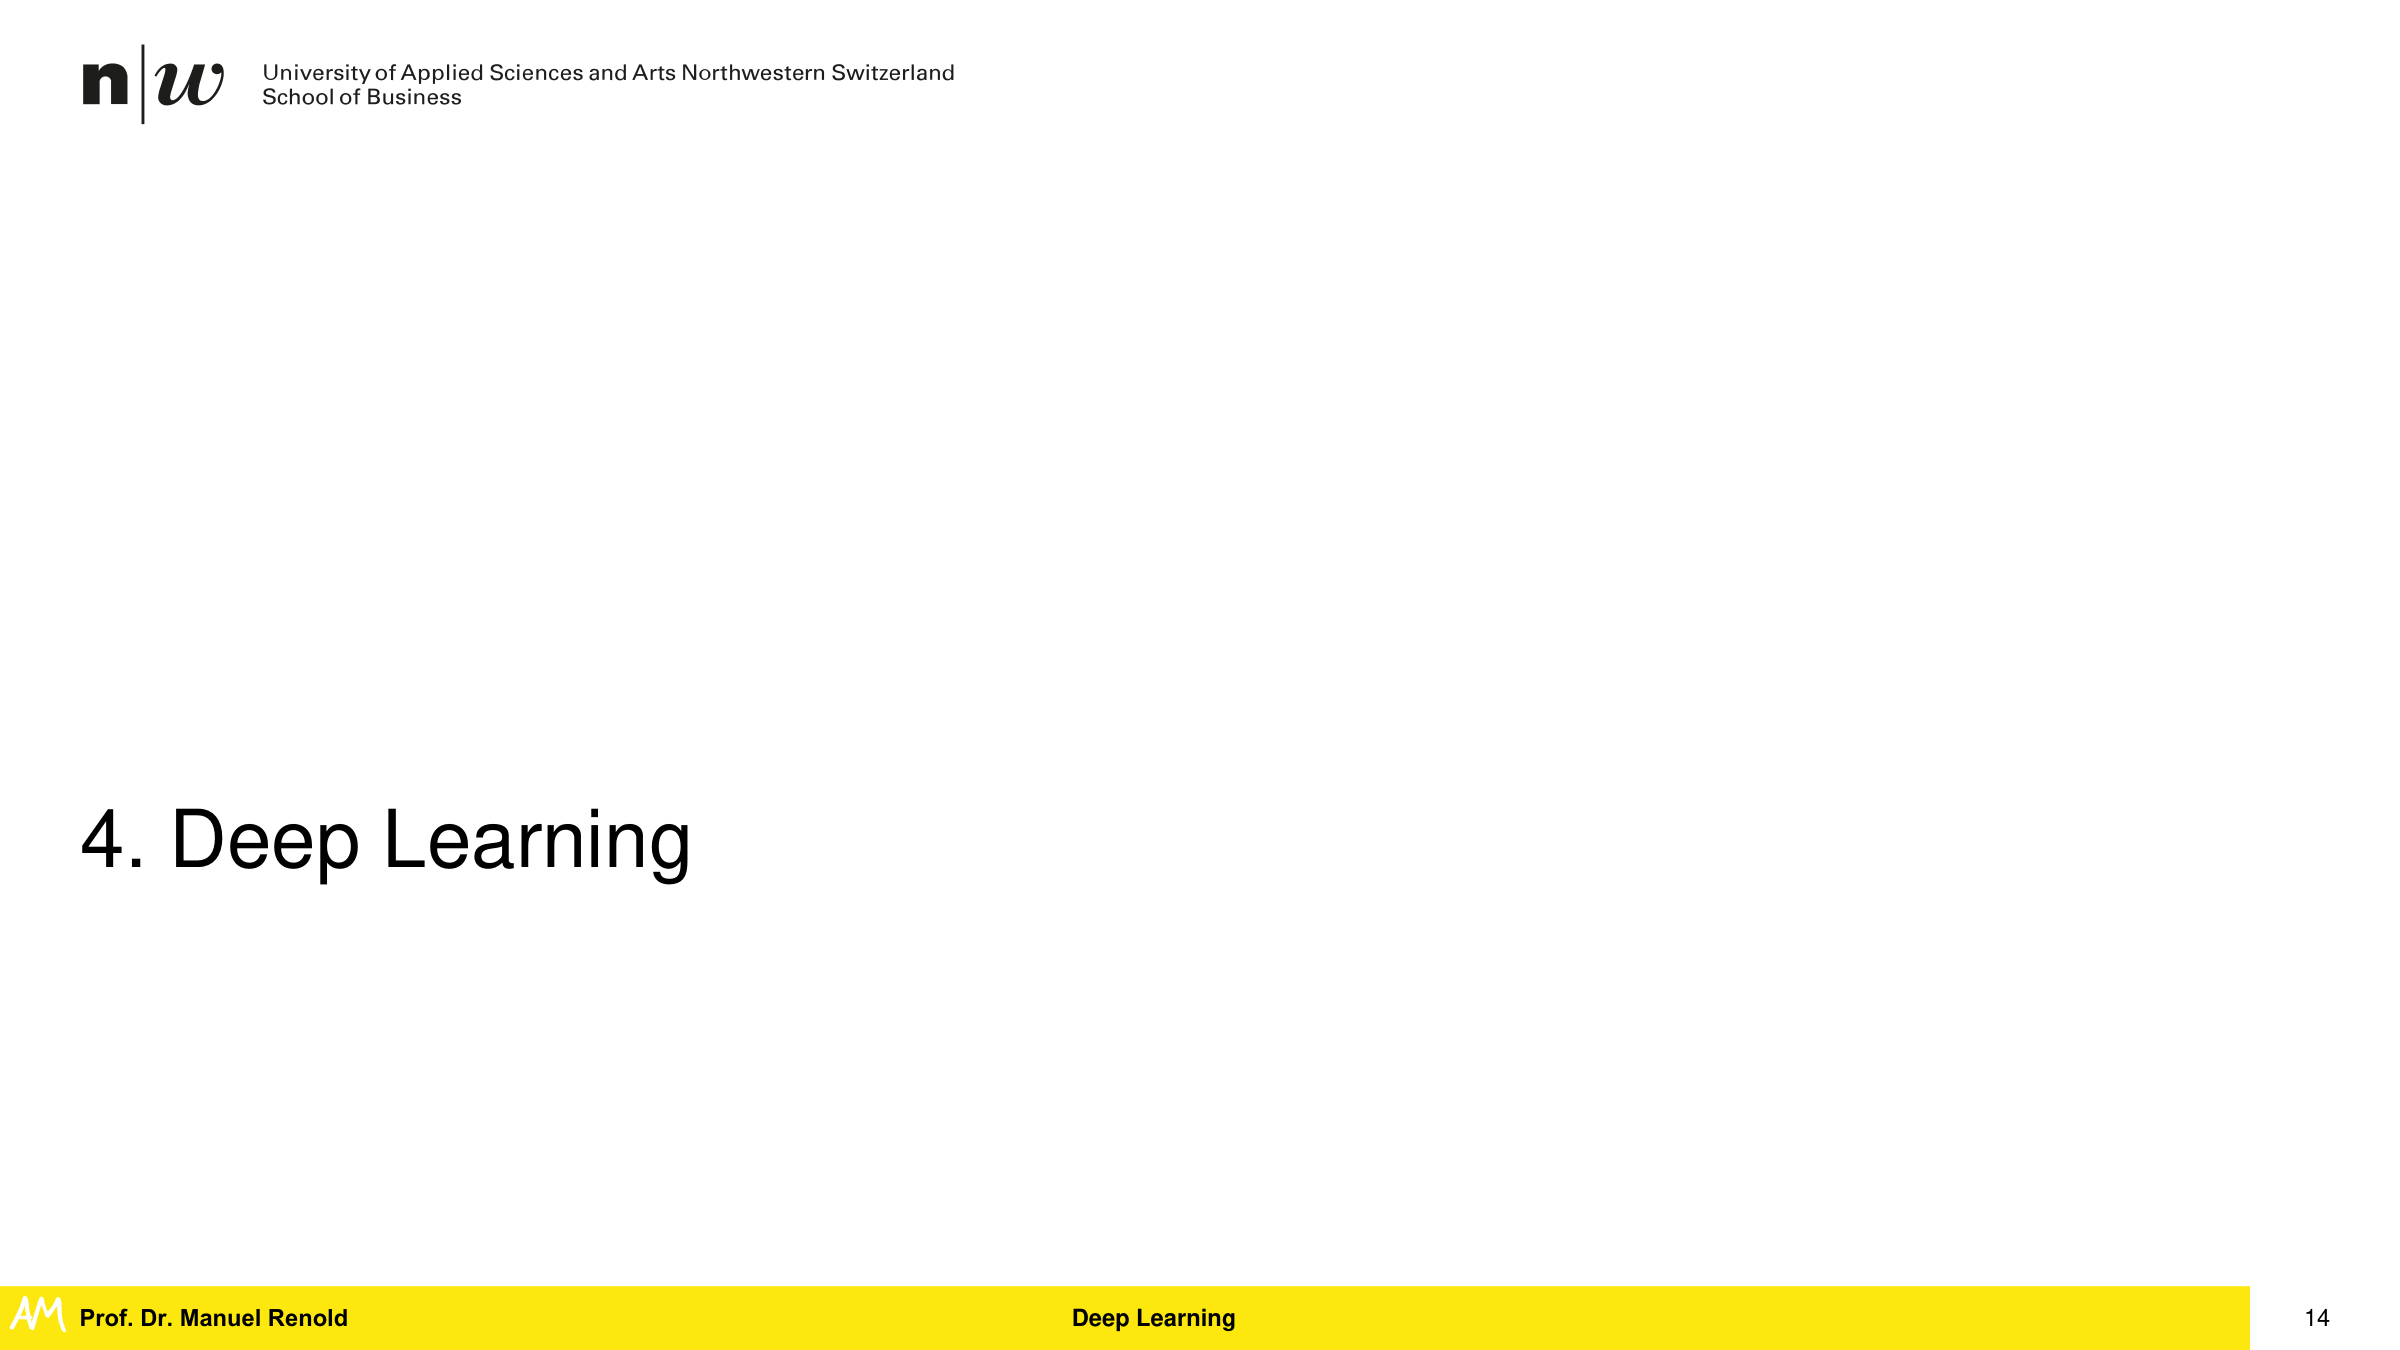 n|w
University of Applied Sciences and Arts Northwestern Switzerland
School of Business
4. Deep Learning
AM Prof. Dr. Manuel Renold
Deep Learning
14